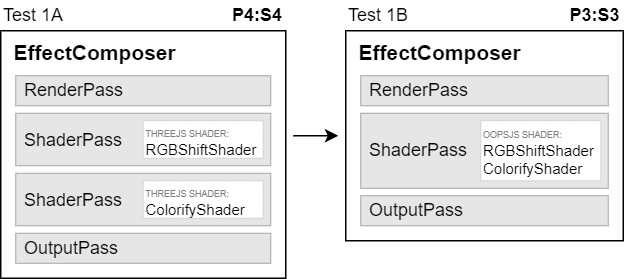 Test 1A P4:S4
EffectComposer
RenderPass
ShaderPass
THREEJS SHADER:
RGBShiftShader
ShaderPass
THREEJS SHADER:
ColorifyShader
OutputPass
Test 1B P3:S3
EffectComposer
RenderPass
ShaderPass
OOPSJS SHADER:
RGBShiftShader
ColorifyShader
OutputPass